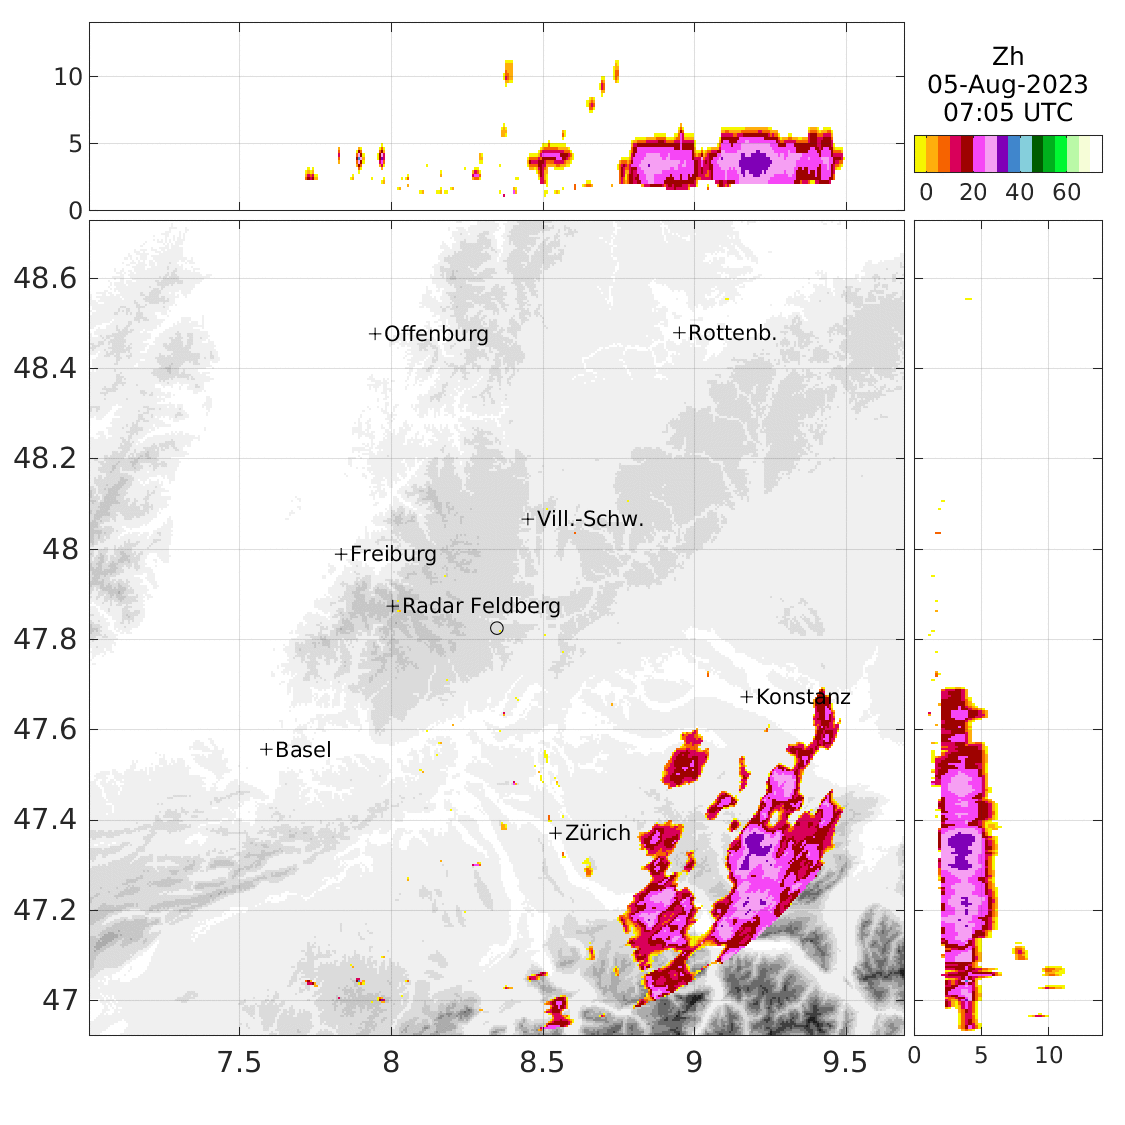 10
5
0
Zh
05-Aug-2023
07:05 UTC
0 20 40 60
48.6
48.4
48.2
48
47.8
47.6
47.4
47.2
47
Offenburg
Rottenb.
Vill.-Schw.
Freiburg
Radar Feldberg
Konstanz
Basel
Zürich
7.5 8 8.5 9 9.5
0 5 10